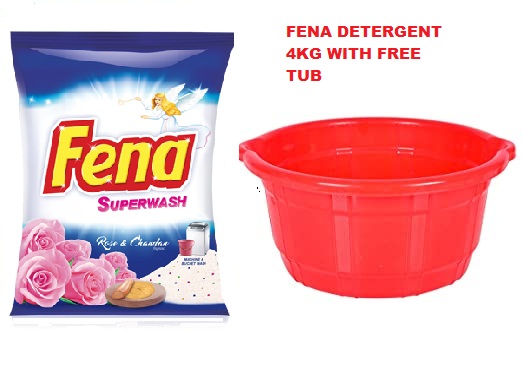 FENA DETERGENT
4KG WITH FREE
TUB
Fena
SUPERWASH
Rose & Chandan
MACHINE &
BUCKET WASH